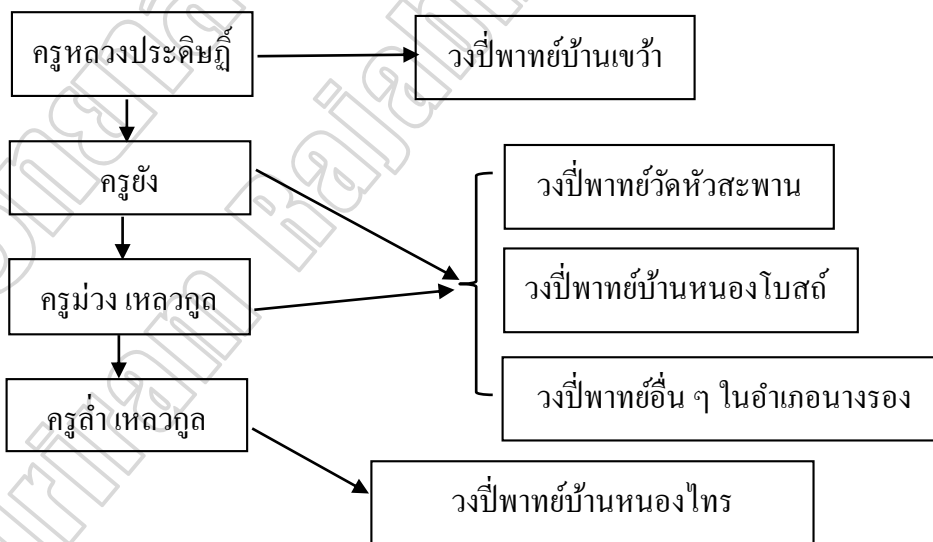 ครูหลวงประดิษฏิ์
วงปี่พาทย์บ้านเขว้า
ครูยัง
วงปี่พาทย์วัดหัวสะพาน
ครูม่วง เหลวกูล
วงปี่พาทย์บ้านหนองโบสถ์
ครูล่ำ เหลวกูล
วงปี่พาทย์อื่น ๆ ในอำเภอนางรอง
วงปี่พาทย์บ้านหนองไทร